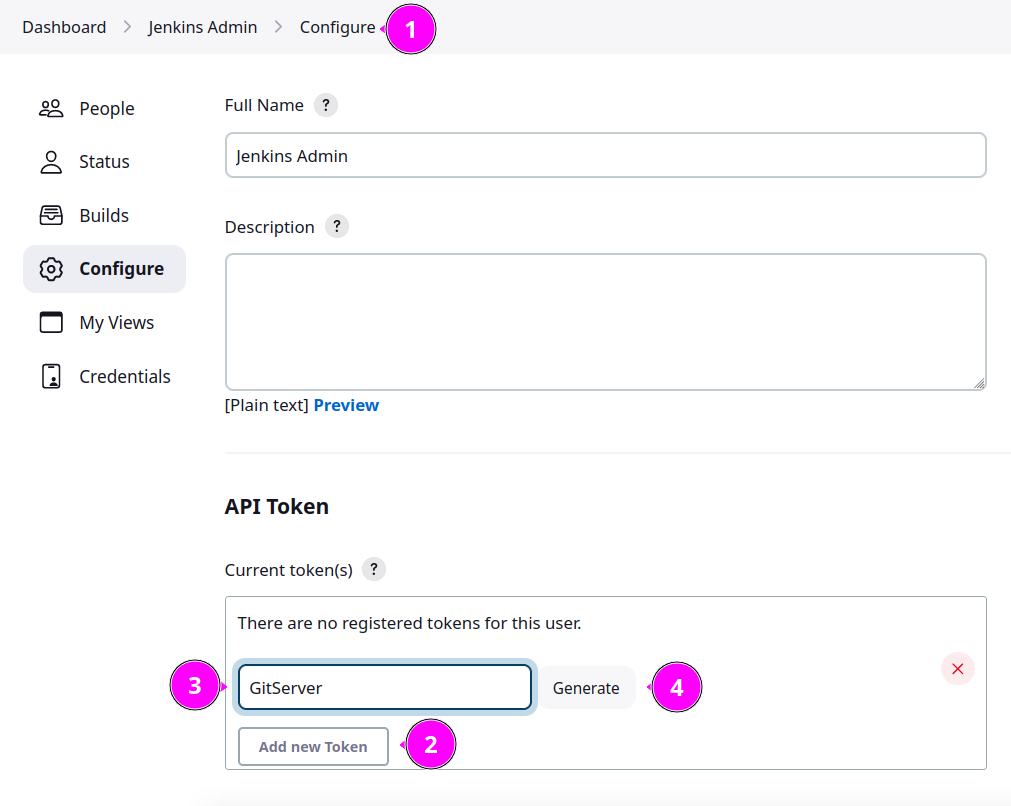 Dashboard > Jenkins Admin > Configure 1
People
Status
Builds
Configure
My Views
Credentials
Full Name ?
Jenkins Admin
Description ?
[Plain text] Preview
API Token
Current token(s) ?
There are no registered tokens for this user.
3 GitServer Generate 4
Add new Token 2